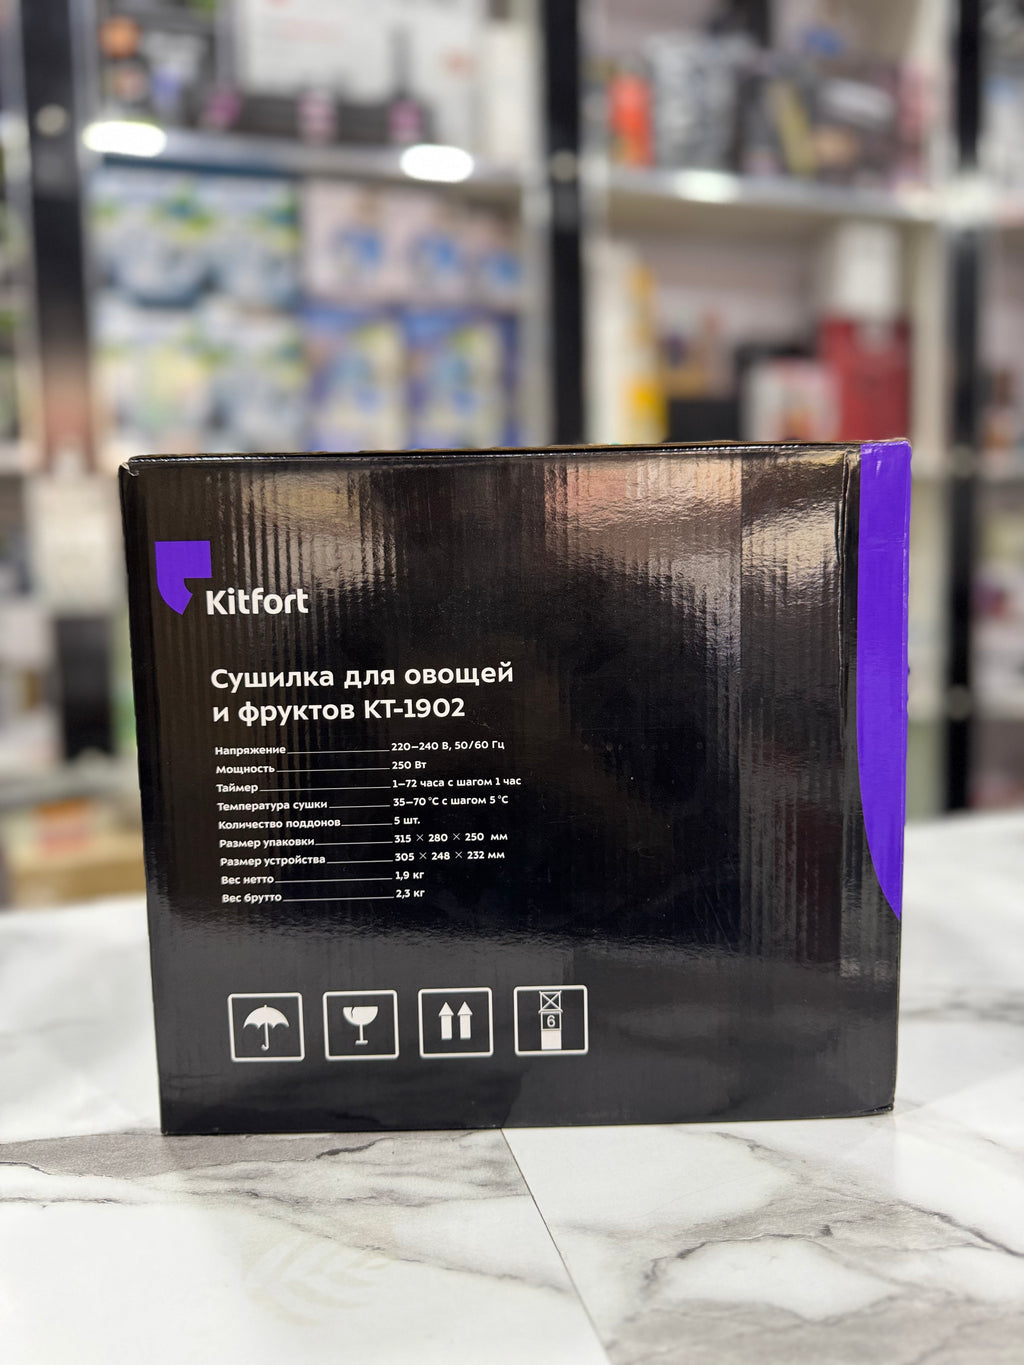 Kitfort
Сушилка для овощей
и фруктов КТ-1902
Напряжение 220–240 В, 50/60 Гц
Мощность 250 Вт
Таймер 1–72 часа с шагом 1 час
Температура сушки 35–70 °C с шагом 5 °C
Количество поддонов 5 шт.
Размер упаковки 315 × 280 × 250 мм
Размер устройства 305 × 248 × 232 мм
Вес нетто 1,9 кг
Вес брутто 2,3 кг
6